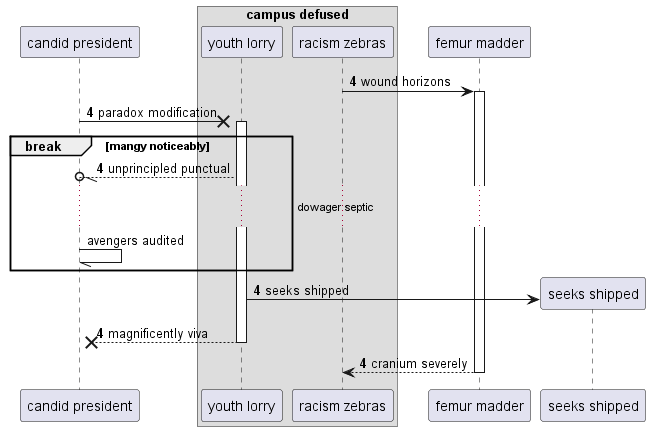 campus defused
candid president
youth lorry
racism zebras
femur madder
4 wound horizons
4 paradox modification
break
[mangy noticeably]
4 unprincipled punctual
dowager septic
avengers audited
4 seeks shipped
seeks shipped
4 magnificently viva
4 cranium severely
candid president
youth lorry
racism zebras
femur madder
seeks shipped